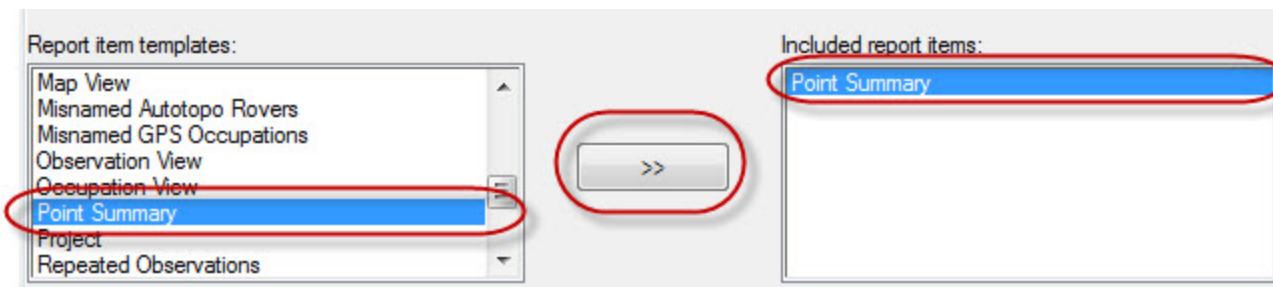 Report item templates:
Map View
Misnamed Autotopo Rovers
Misnamed GPS Occupations
Observation View
Occupation View
Point Summary
Project
Repeated Observations
>>
Included report items:
Point Summary